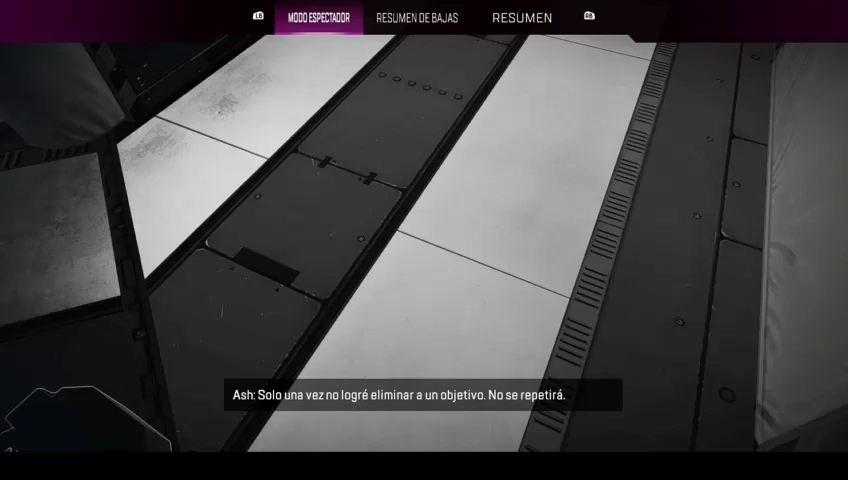 LB MODO ESPECTADOR RESUMEN DE BAJAS RESUMEN RB
Ash: Solo una vez no logré eliminar a un objetivo. No se repetirá.